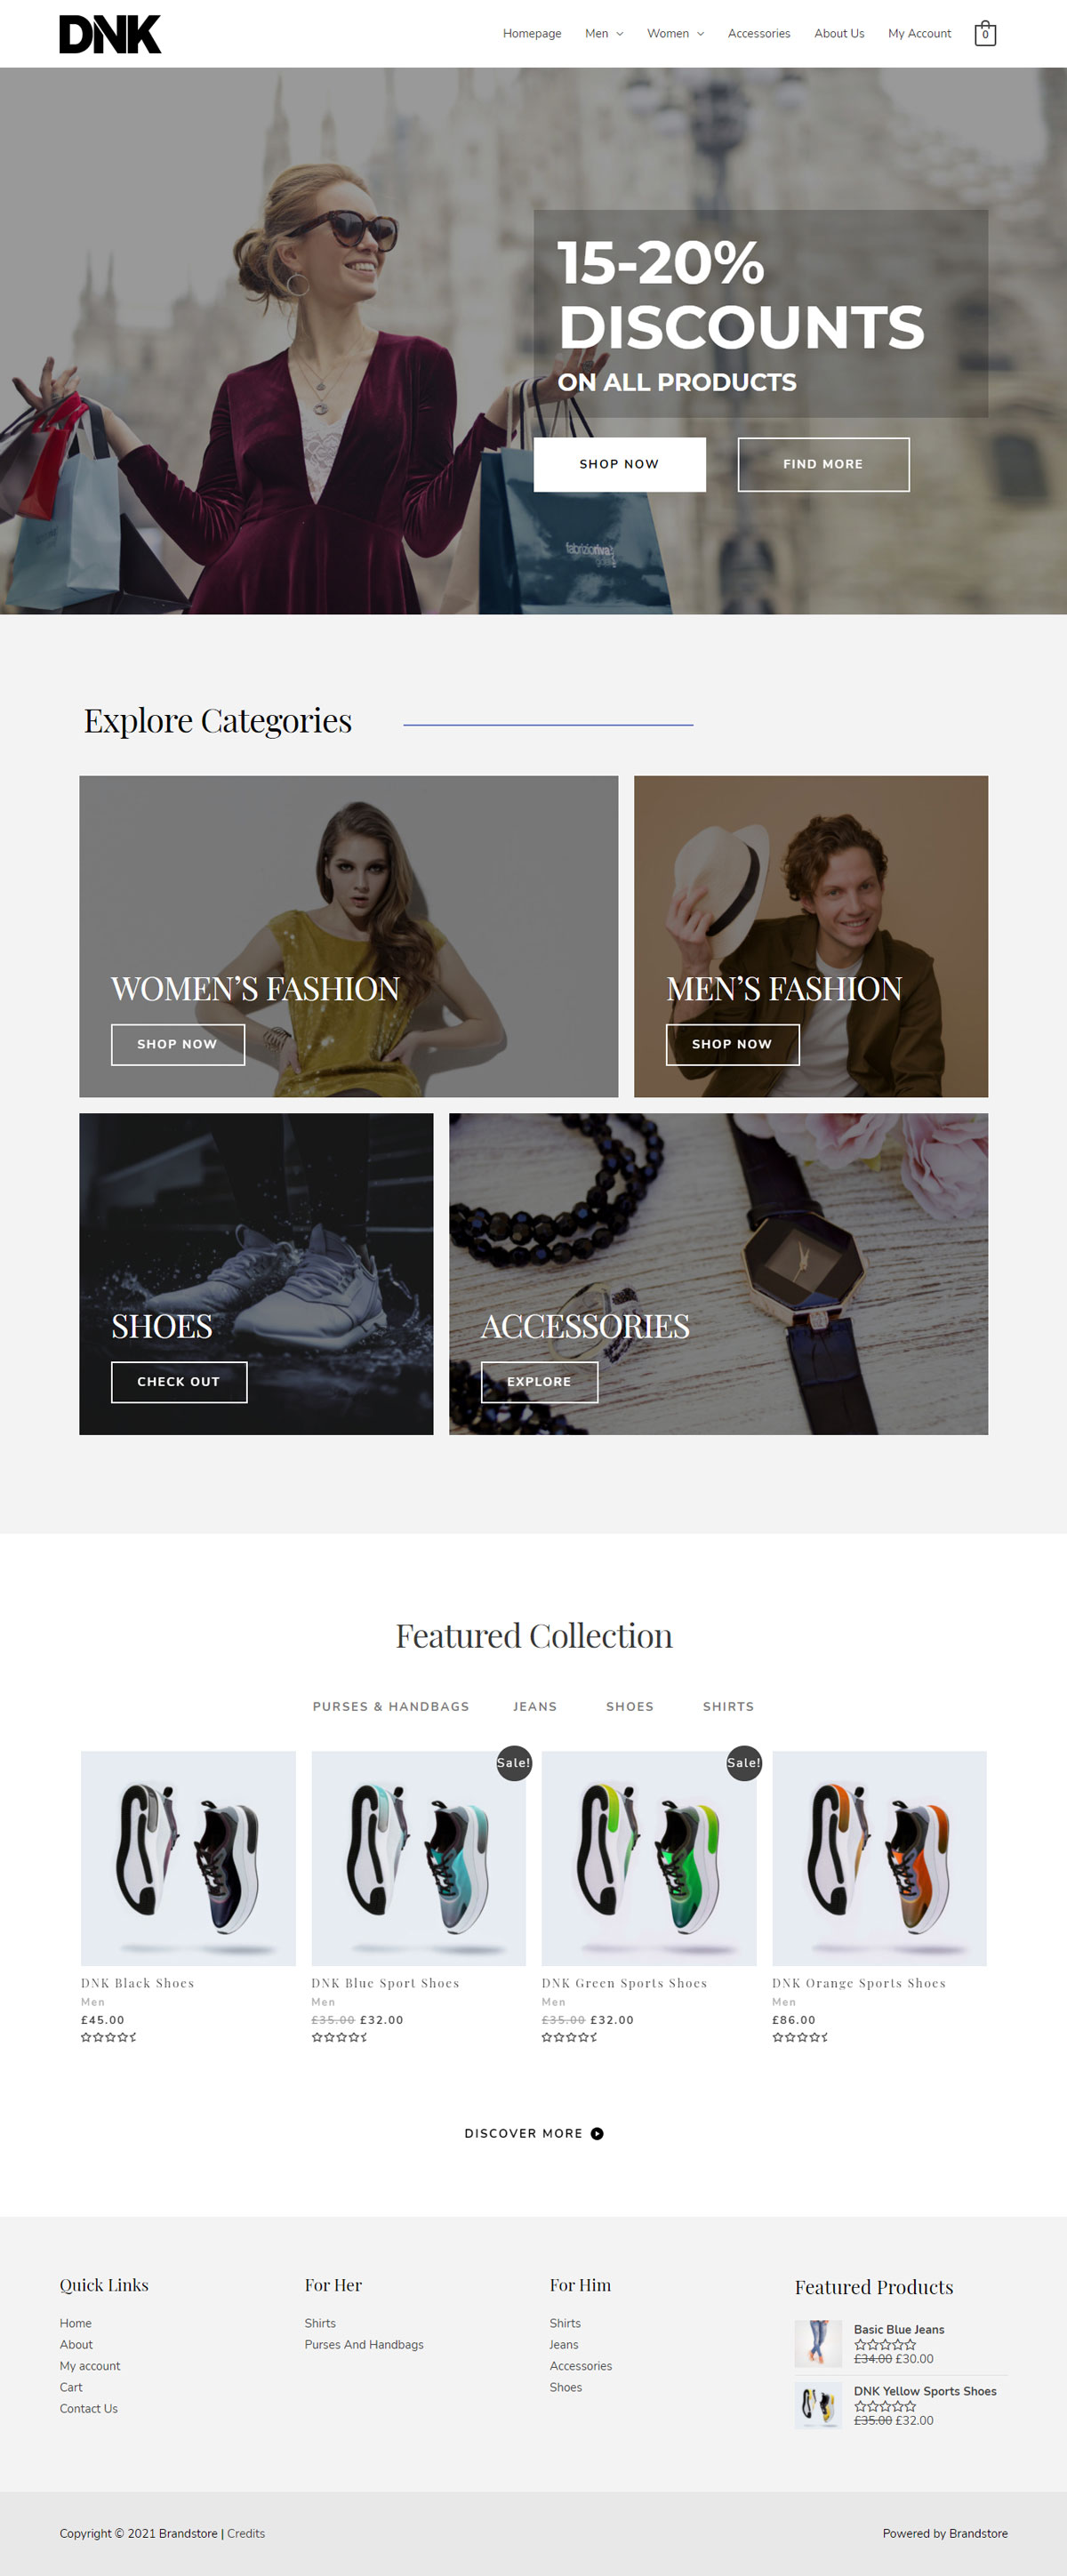 DNK
Homepage Men Women Accessories About Us My Account 0
15-20%
DISCOUNTS
ON ALL PRODUCTS
SHOP NOW FIND MORE
fabrizioriva
Explore Categories
WOMEN’S FASHION
SHOP NOW
MEN’S FASHION
SHOP NOW
SHOES
CHECK OUT
ACCESSORIES
EXPLORE
Featured Collection
PURSES & HANDBAGS JEANS SHOES SHIRTS
DNK Black Shoes
Men
£45.00
Sale!
DNK Blue Sport Shoes
Men
£35.00 £32.00
Sale!
DNK Green Sports Shoes
Men
£35.00 £32.00
DNK Orange Sports Shoes
Men
£86.00
DISCOVER MORE
Quick Links
Home
About
My account
Cart
Contact Us
For Her
Shirts
Purses And Handbags
For Him
Shirts
Jeans
Accessories
Shoes
Featured Products
Basic Blue Jeans
£34.00 £30.00
DNK Yellow Sports Shoes
£35.00 £32.00
Copyright © 2021 Brandstore | Credits
Powered by Brandstore